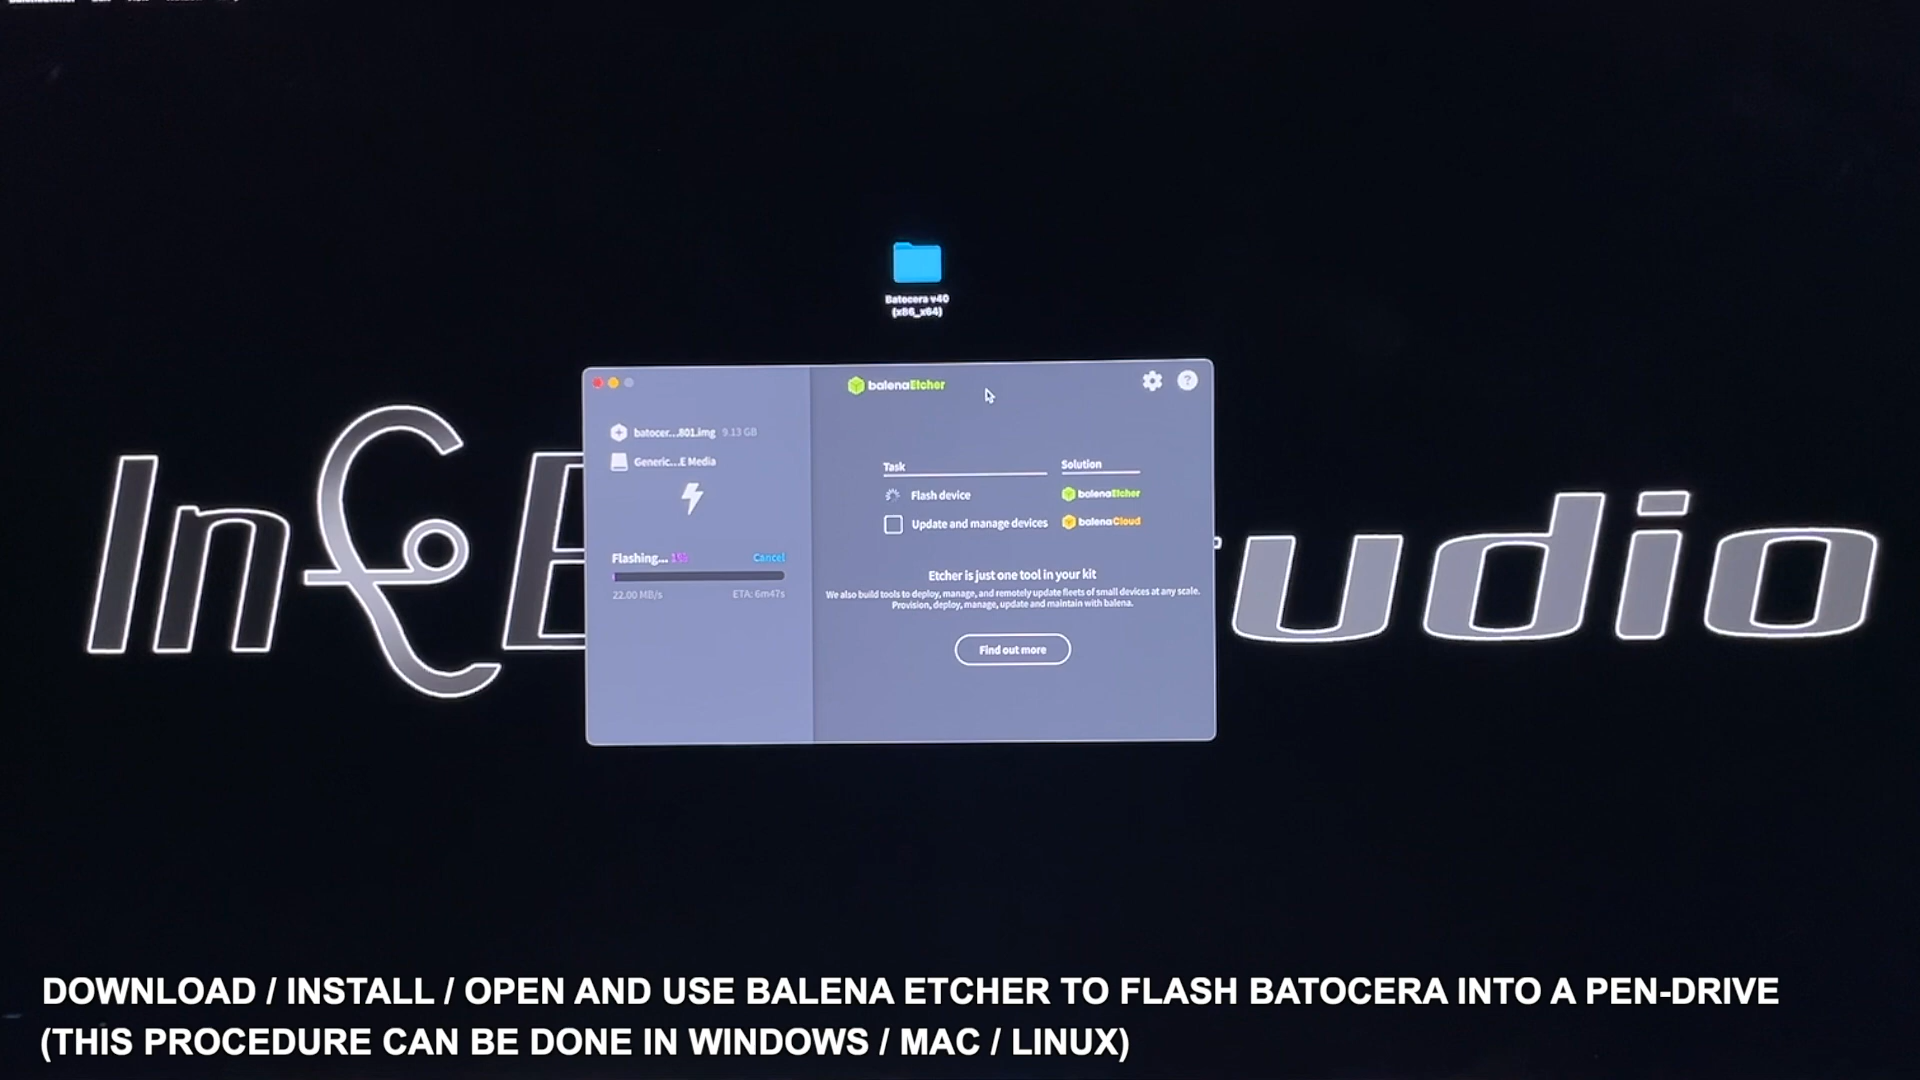 Batocera v40
(x86_x64)
balenaEtcher
batocer...801.img 9.13 GB
Generic...E Media
Flashing... 1%
Cancel
22.00 MB/s
ETA: 6m47s
Task
Solution
Flash device
balenaEtcher
Update and manage devices
balenaCloud
Etcher is just one tool in your kit
We also build tools to deploy, manage, and remotely update fleets of small devices at any scale.
Provision, deploy, manage, update and maintain with balena.
Find out more
?
DOWNLOAD / INSTALL / OPEN AND USE BALENA ETCHER TO FLASH BATOCERA INTO A PEN-DRIVE
(THIS PROCEDURE CAN BE DONE IN WINDOWS / MAC / LINUX)